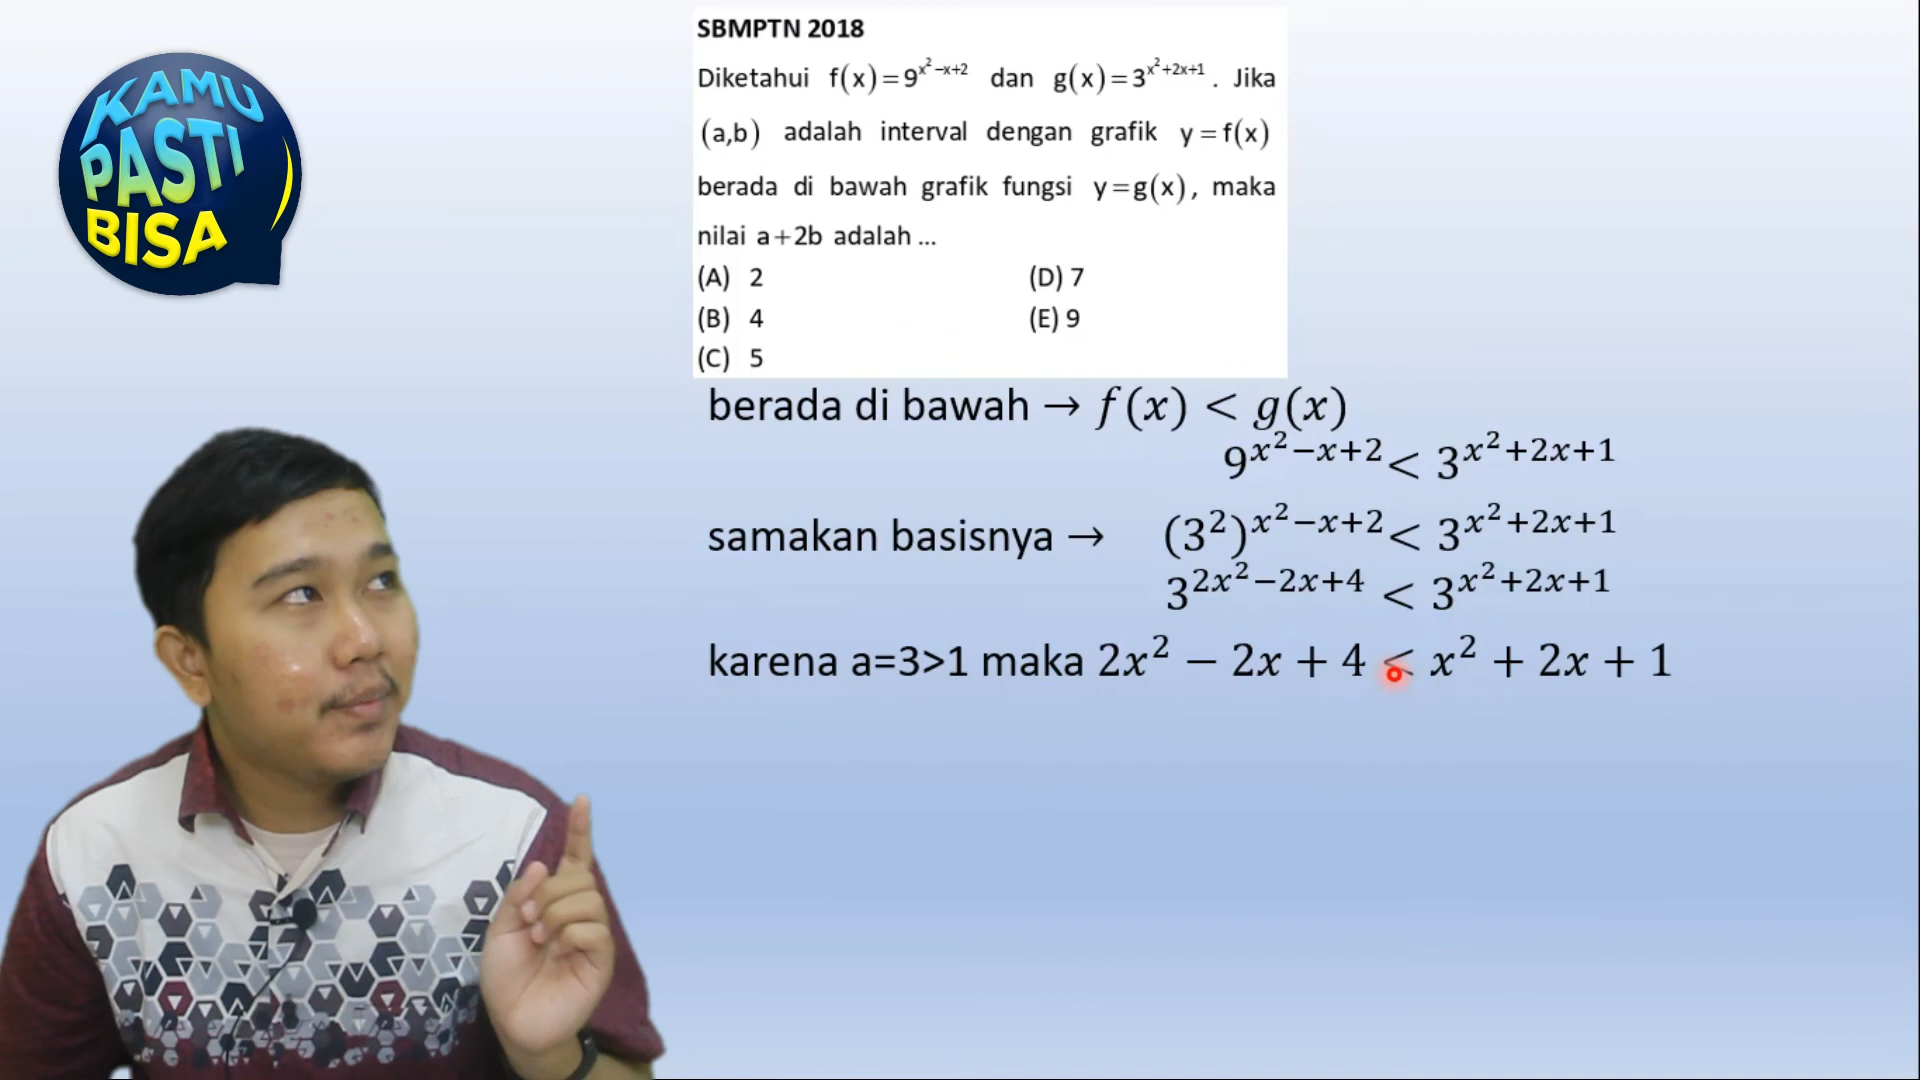 KAMU
PASTI
BISA
SBMPTN 2018
Diketahui f(x)=9^{x²−x+2} dan g(x)=3^{x²+2x+1}. Jika
(a,b) adalah interval dengan grafik y=f(x)
berada di bawah grafik fungsi y=g(x), maka
nilai a+2b adalah ...
(A) 2 (D) 7
(B) 4 (E) 9
(C) 5
berada di bawah → f(x) < g(x)
9^{x²−x+2} < 3^{x²+2x+1}
samakan basisnya → (3²)^{x²−x+2} < 3^{x²+2x+1}
3^{2x²−2x+4} < 3^{x²+2x+1}
karena a=3>1 maka 2x² − 2x + 4 < x² + 2x + 1